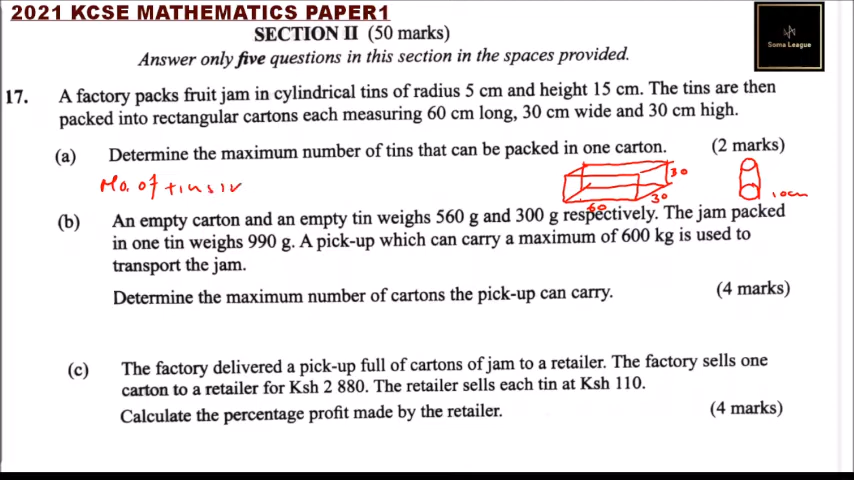 2021 KCSE MATHEMATICS PAPER1
SECTION II (50 marks)
Answer only five questions in this section in the spaces provided.
Soma League
17. A factory packs fruit jam in cylindrical tins of radius 5 cm and height 15 cm. The tins are then
packed into rectangular cartons each measuring 60 cm long, 30 cm wide and 30 cm high.
(a) Determine the maximum number of tins that can be packed in one carton. (2 marks)
No. of tins in
60
30
30
10cm
(b) An empty carton and an empty tin weighs 560 g and 300 g respectively. The jam packed
in one tin weighs 990 g. A pick-up which can carry a maximum of 600 kg is used to
transport the jam.
Determine the maximum number of cartons the pick-up can carry. (4 marks)
(c) The factory delivered a pick-up full of cartons of jam to a retailer. The factory sells one
carton to a retailer for Ksh 2 880. The retailer sells each tin at Ksh 110.
Calculate the percentage profit made by the retailer. (4 marks)